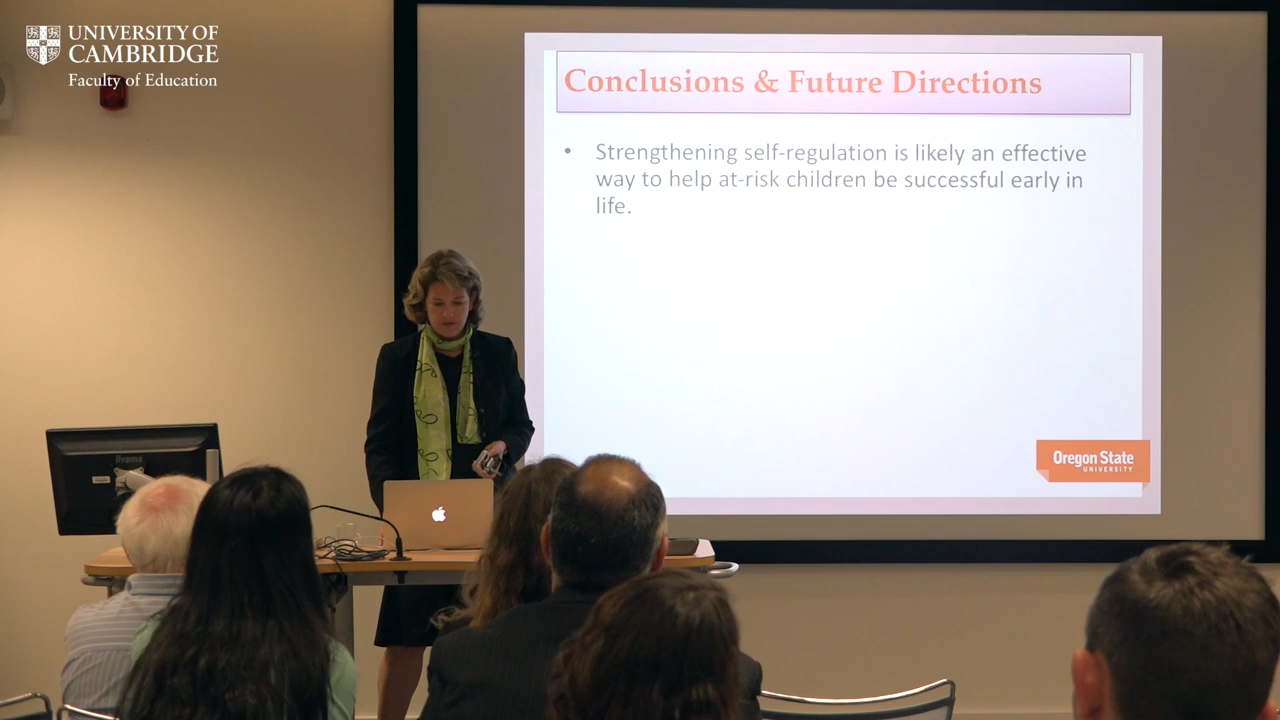 UNIVERSITY OF
CAMBRIDGE
Faculty of Education
Conclusions & Future Directions
• Strengthening self-regulation is likely an effective
way to help at-risk children be successful early in
life.
Oregon State
UNIVERSITY
iiyama